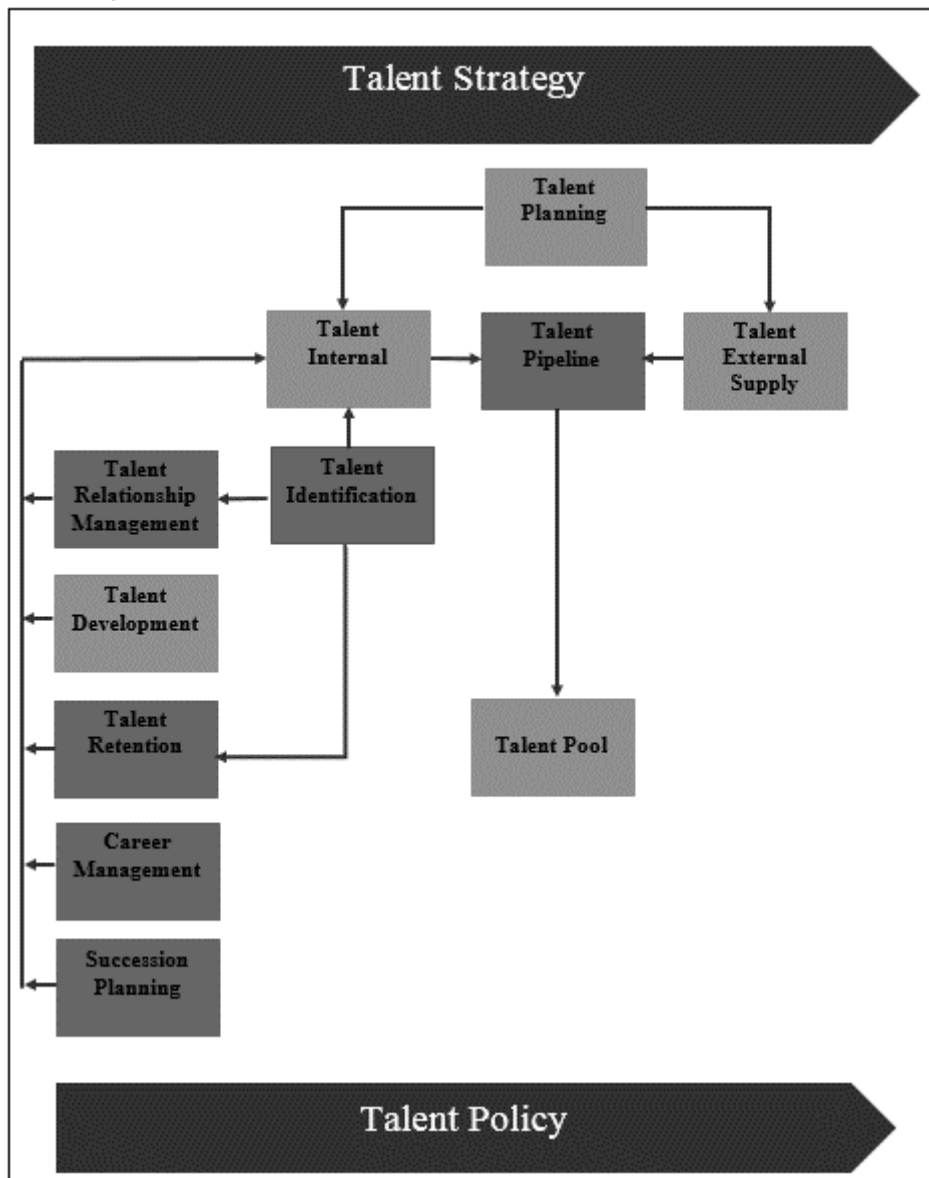 Talent Strategy
Talent
Planning
Talent
Internal
Talent
Pipeline
Talent
External
Supply
Talent
Relationship
Management
Talent
Identification
Talent
Development
Talent
Retention
Talent Pool
Career
Management
Succession
Planning
Talent Policy